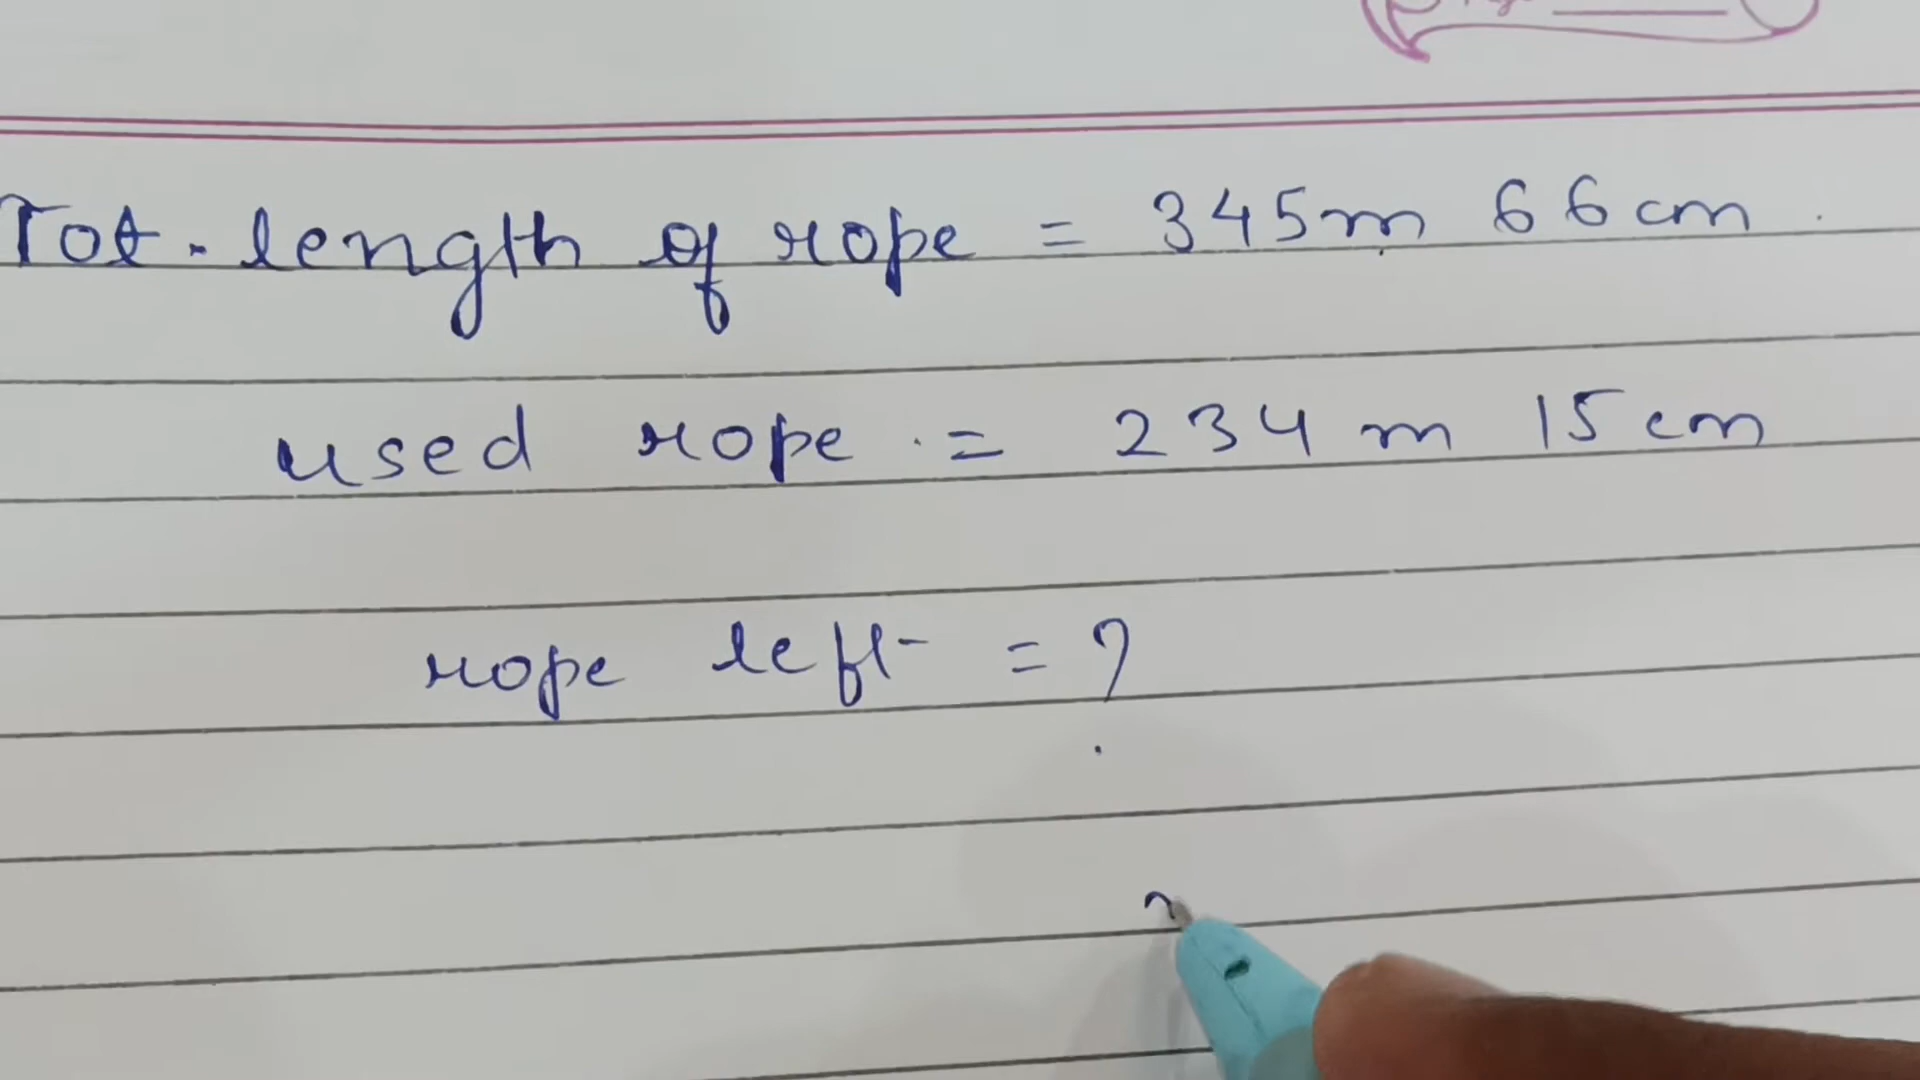 Tot. length of rope = 345m 66cm
used rope = 234 m 15cm
rope left = ?
m